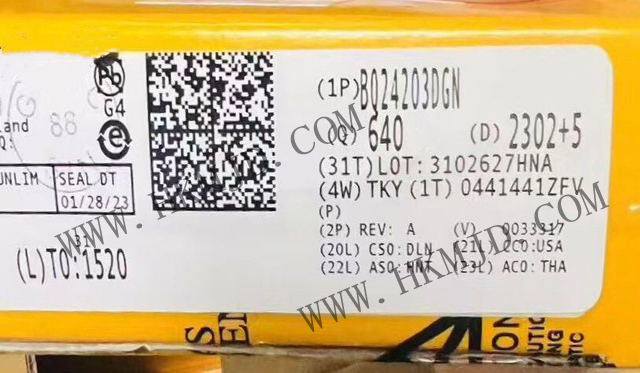 Pb
G4
e
88
land
Q:
UNLIM
SEAL DT
01/28/23
31
(L)TO:1520
(1P)BQ24203DGN
(Q) 640 (D) 2302+5
(31T)LOT: 3102627HNA
(4W) TKY (1T) 0441441ZFV
(P)
(2P) REV: A (V) 0033317
(20L) CSO: DLN (21L) CCO:USA
(22L) ASO: HNT (23L) ACO: THA
WWW.HKMJD.COM
WWW.HKMJD.COM